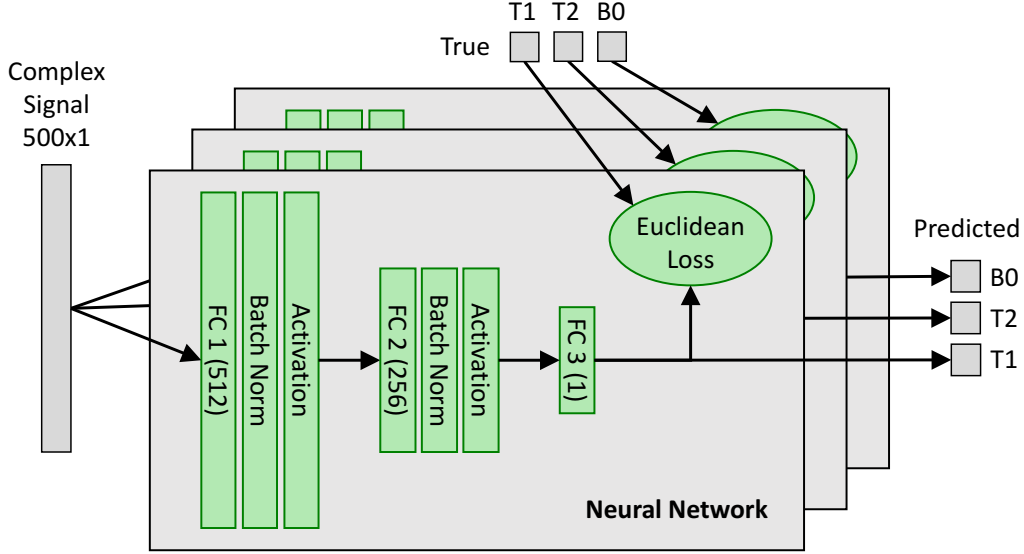 T1 T2 B0
True
Complex
Signal
500x1
Euclidean
Loss
Predicted
B0
T2
T1
FC 1 (512)
Batch Norm
Activation
FC 2 (256)
Batch Norm
Activation
FC 3 (1)
Neural Network